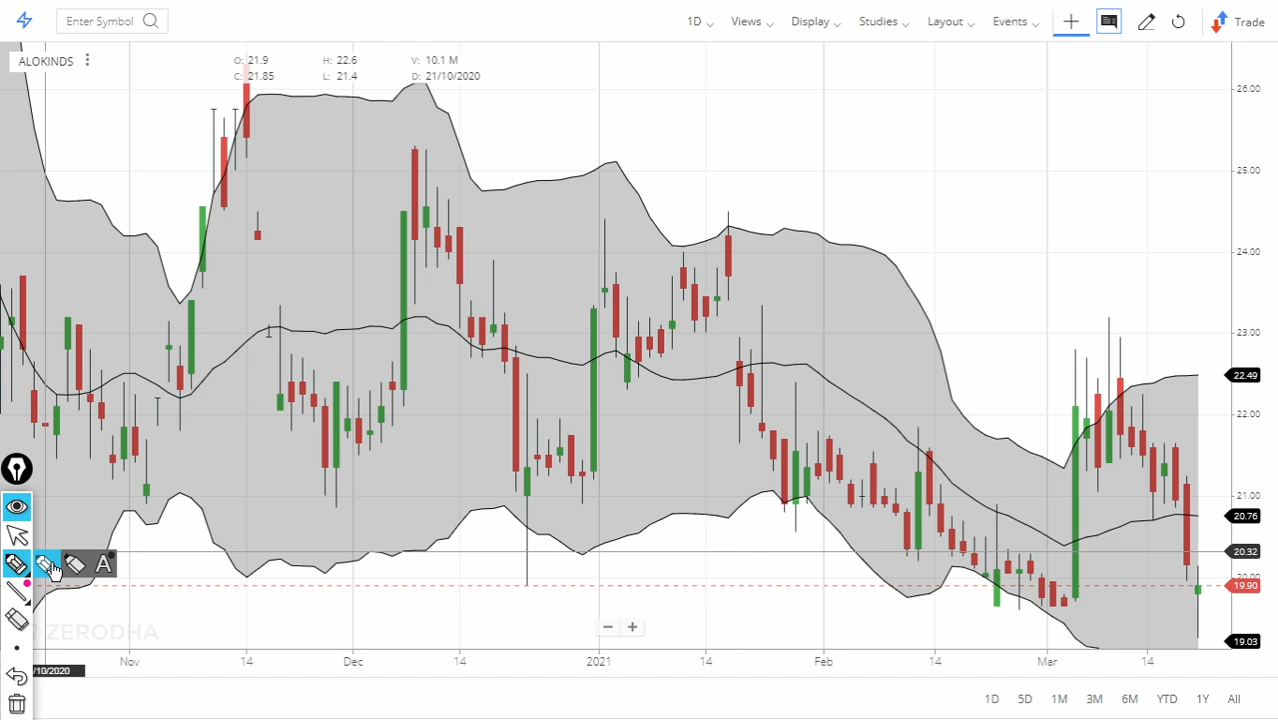 Enter Symbol
1D Views Display Studies Layout Events Trade
ALOKINDS
O: 21.9 H: 22.6 V: 10.1 M
C: 21.85 L: 21.4 D: 21/10/2020
26.00
25.00
24.00
23.00
22.49
22.00
21.00
20.76
20.32
A
19.90
ZERODHA
19.03
Nov 14 Dec 14 2021 14 Feb 14 Mar 14
/10/2020
1D 5D 1M 3M 6M YTD 1Y All